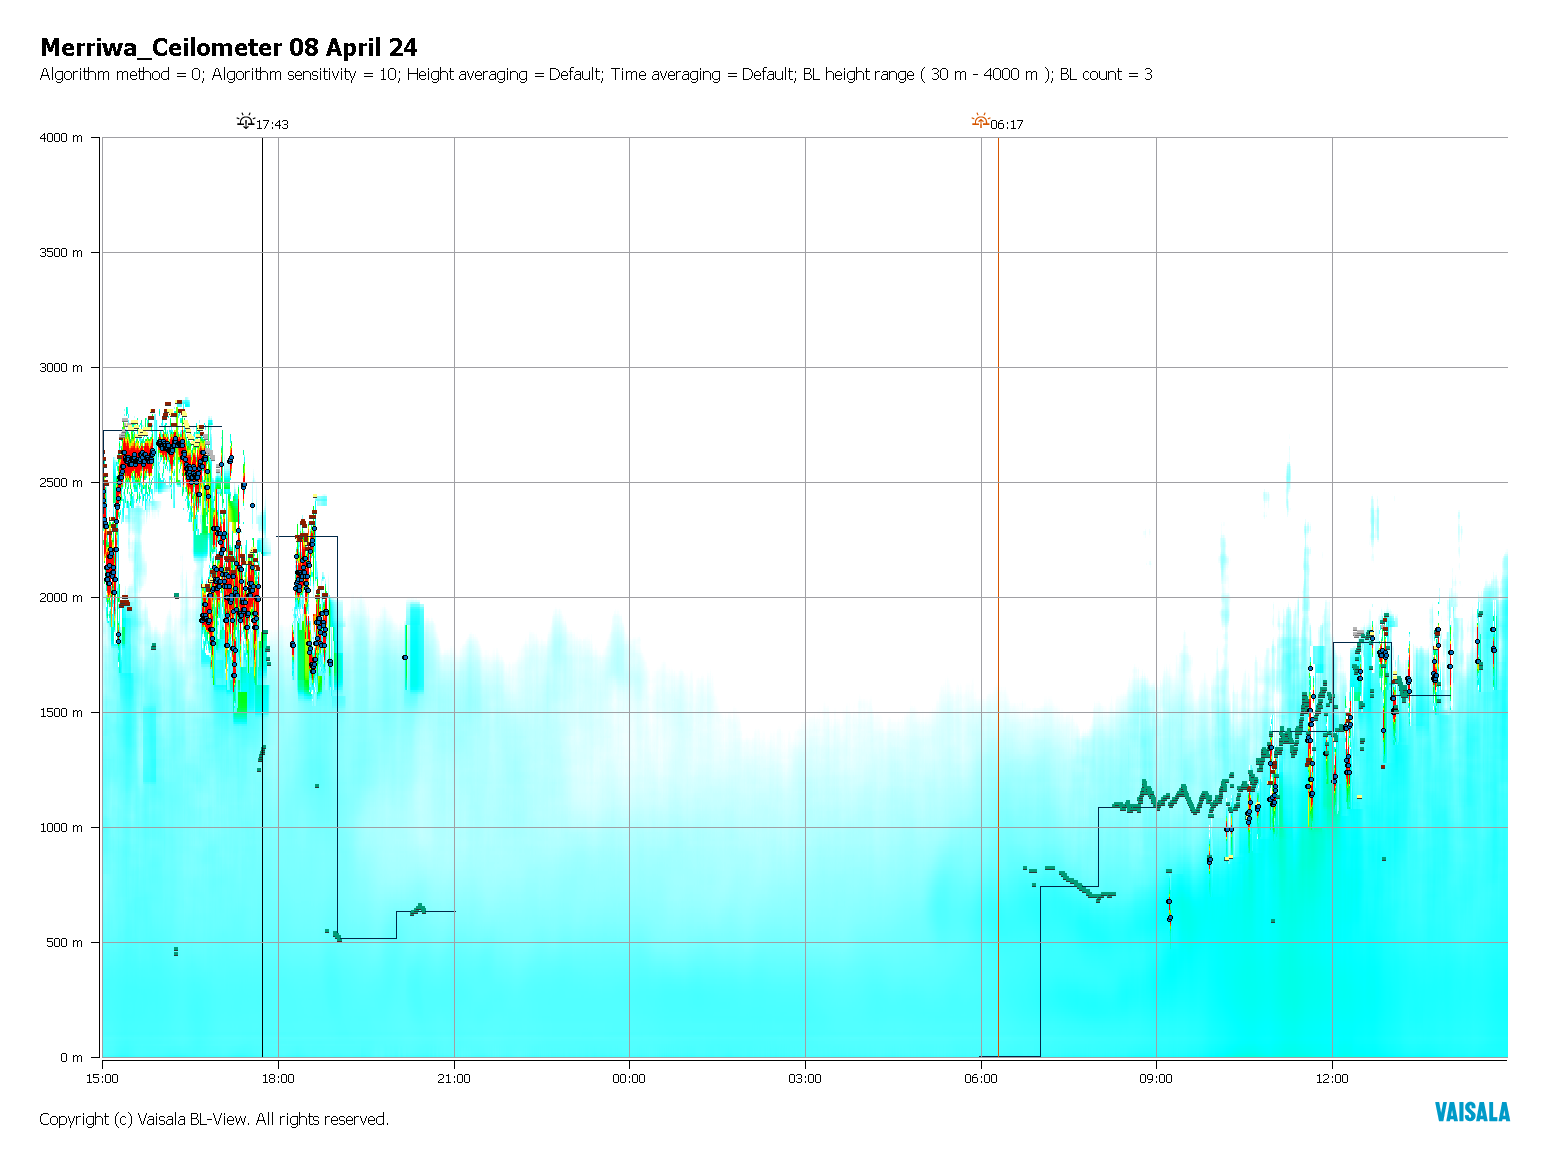 Merriwa_Ceilometer 08 April 24
Algorithm method = 0; Algorithm sensitivity = 10; Height averaging = Default; Time averaging = Default; BL height range ( 30 m - 4000 m ); BL count = 3
17:43
06:17
4000 m
3500 m
3000 m
2500 m
2000 m
1500 m
1000 m
500 m
0 m
15:00 18:00 21:00 00:00 03:00 06:00 09:00 12:00
Copyright (c) Vaisala BL-View. All rights reserved.
VAISALA